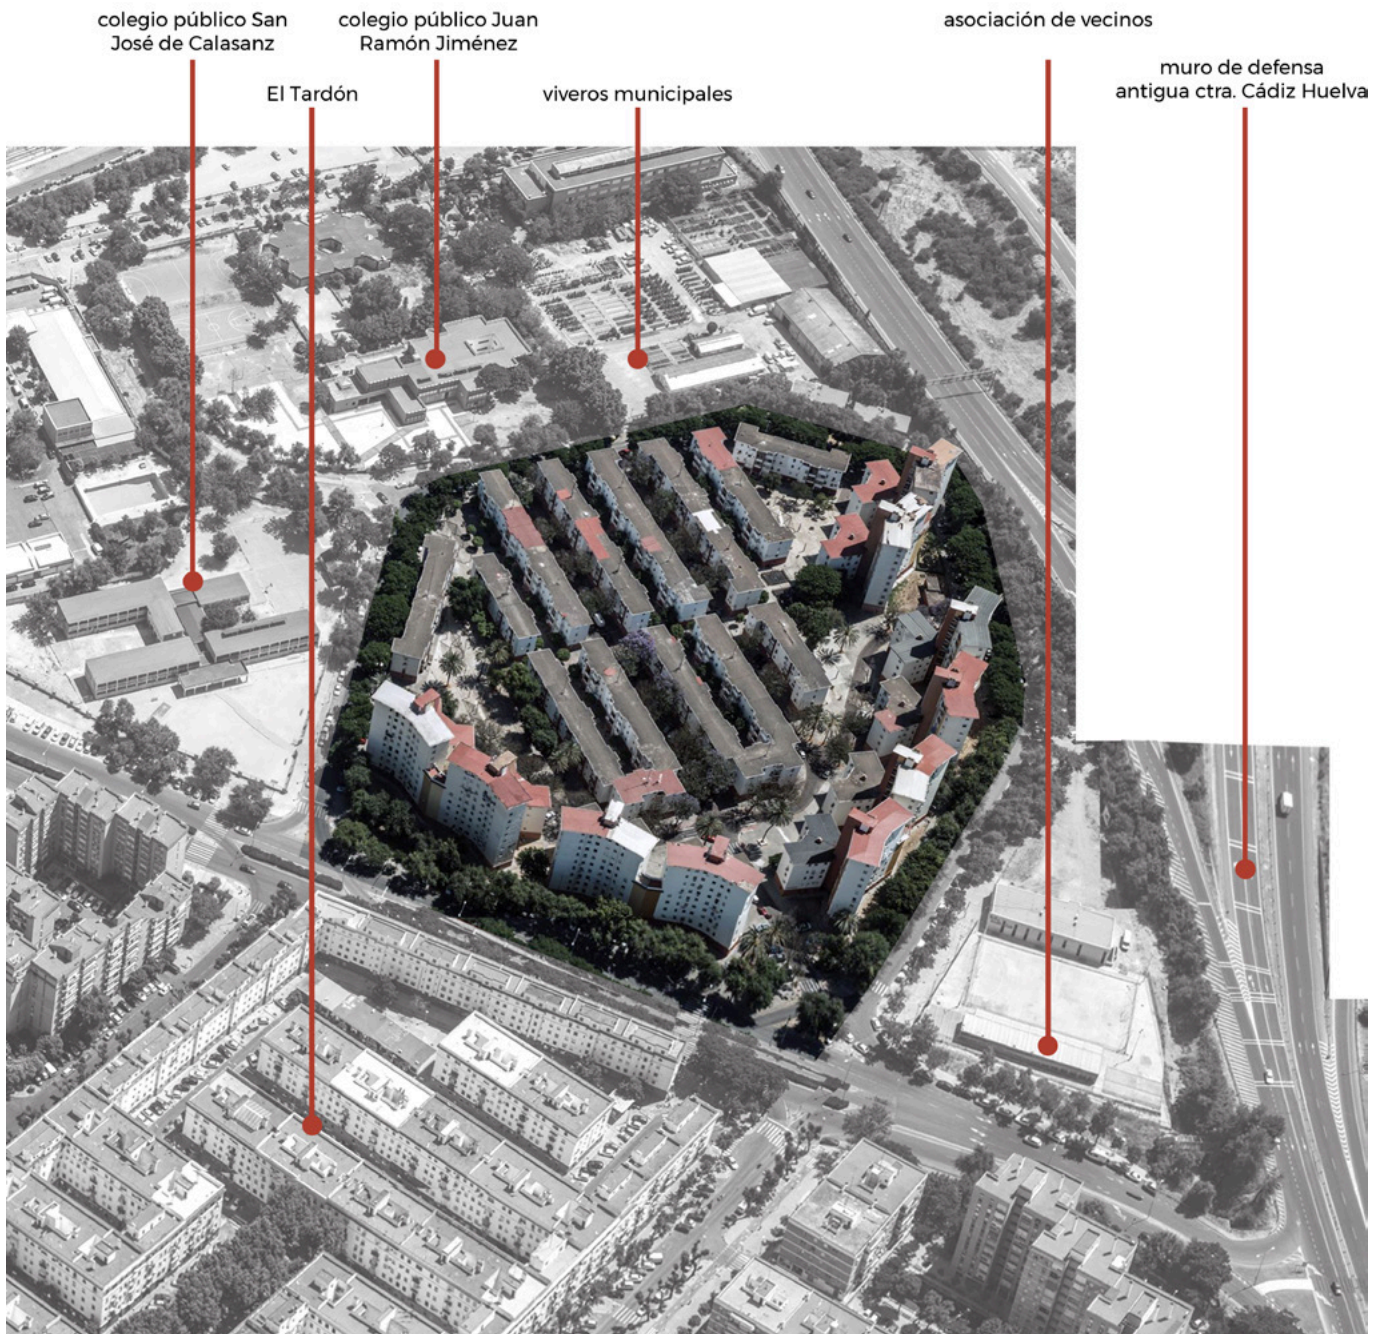 colegio público San
José de Calasanz
colegio público Juan
Ramón Jiménez
asociación de vecinos
El Tardón
viveros municipales
muro de defensa
antigua ctra. Cádiz Huelva